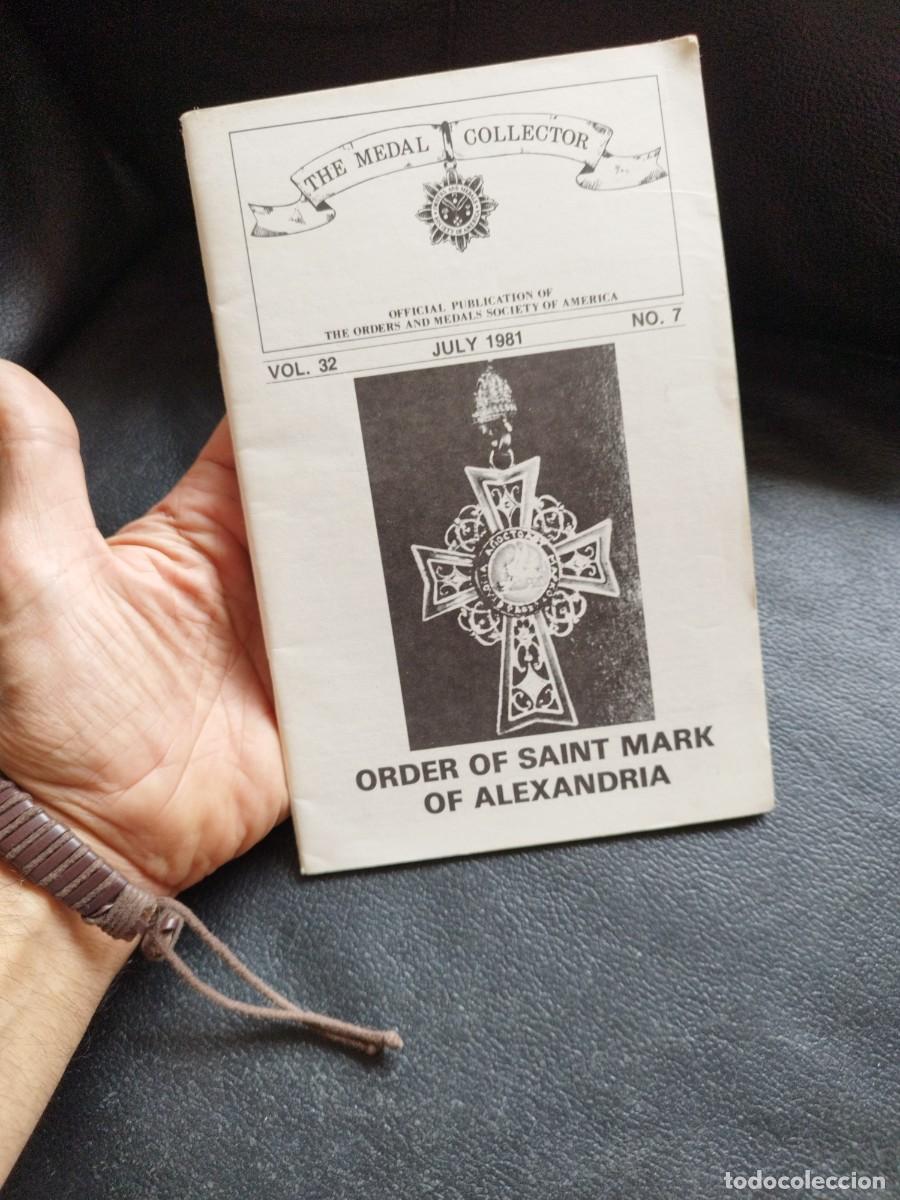 THE MEDAL COLLECTOR
OFFICIAL PUBLICATION OF
THE ORDERS AND MEDALS SOCIETY OF AMERICA
VOL. 32 JULY 1981 NO. 7
ORDER OF SAINT MARK
OF ALEXANDRIA
todocoleccion